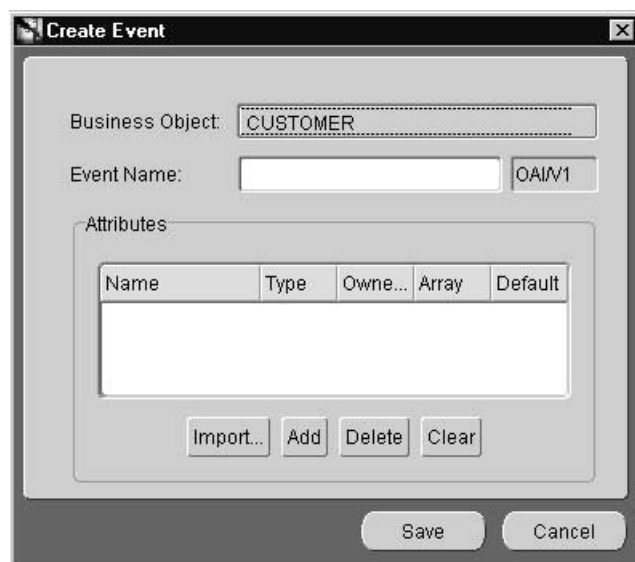 Create Event
Business Object: CUSTOMER
Event Name: OAI/V1
Attributes
Name Type Owne... Array Default
Import... Add Delete Clear
Save Cancel